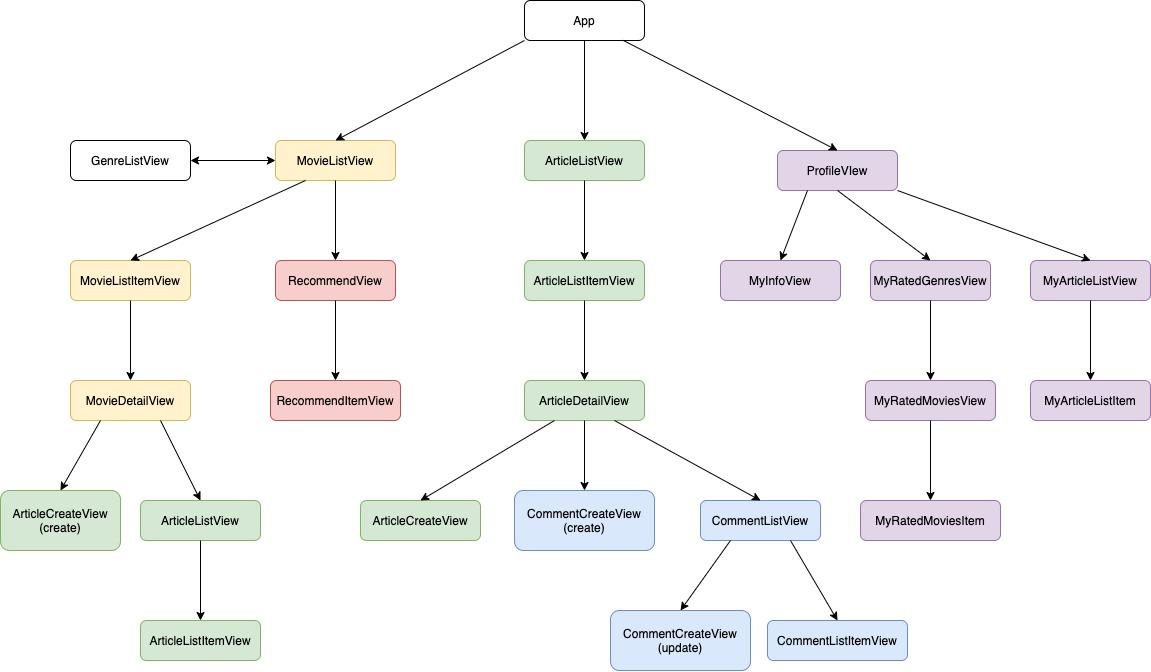 App
GenreListView
MovieListView
ArticleListView
ProfileVIew
MovieListItemView
RecommendView
ArticleListItemView
MyInfoView
MyRatedGenresView
MyArticleListView
MovieDetailView
RecommendItemView
ArticleDetailView
MyRatedMoviesView
MyArticleListItem
ArticleCreateView
(create)
ArticleListView
ArticleCreateView
CommentCreateView
(create)
CommentListView
MyRatedMoviesItem
ArticleListItemView
CommentCreateView
(update)
CommentListItemView